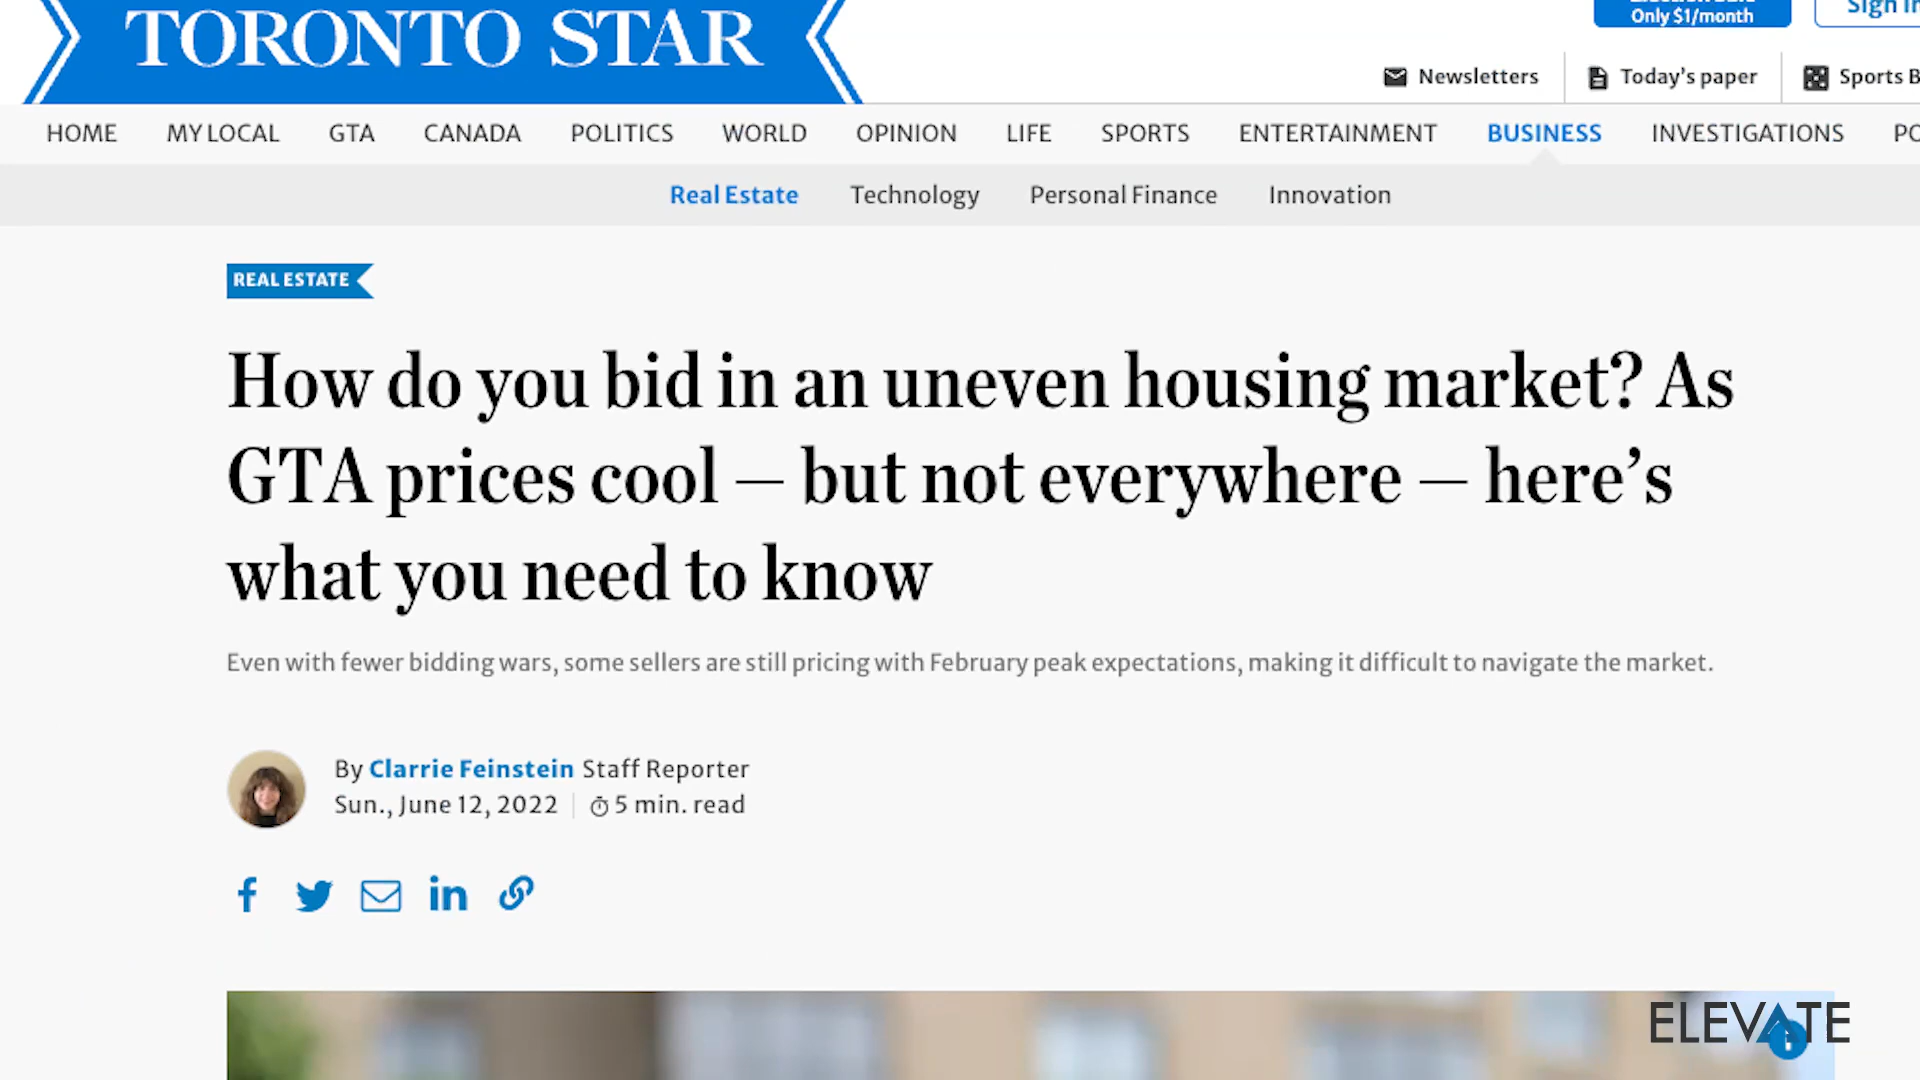 TORONTO STAR
Only $1/month
Sign in
Newsletters
Today's paper
Sports B
HOME
MY LOCAL
GTA
CANADA
POLITICS
WORLD
OPINION
LIFE
SPORTS
ENTERTAINMENT
BUSINESS
INVESTIGATIONS
PO
Real Estate
Technology
Personal Finance
Innovation
REAL ESTATE
How do you bid in an uneven housing market? As
GTA prices cool — but not everywhere — here's
what you need to know
Even with fewer bidding wars, some sellers are still pricing with February peak expectations, making it difficult to navigate the market.
By Clarrie Feinstein Staff Reporter
Sun., June 12, 2022
5 min. read
ELEVATE